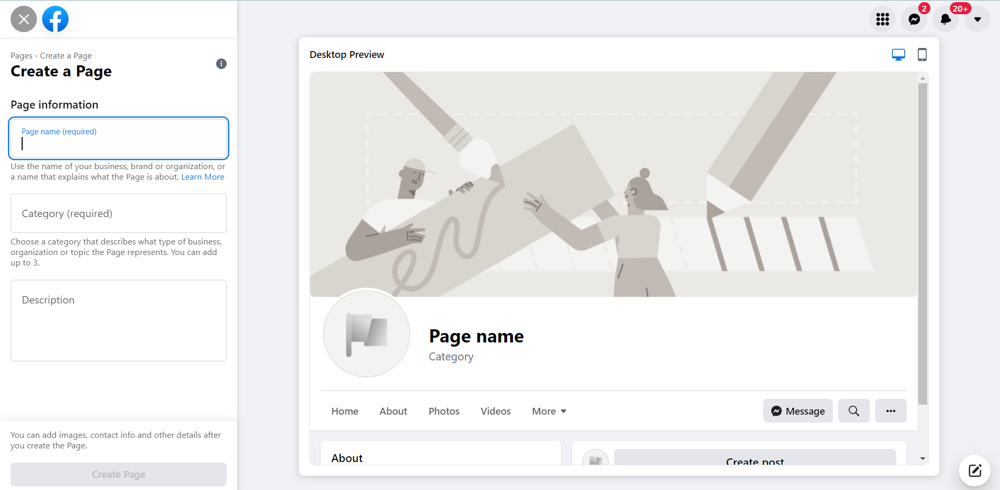 2
20+
Pages › Create a Page
Create a Page
Page information
Page name (required)
Use the name of your business, brand or organization, or
a name that explains what the Page is about. Learn More
Category (required)
Choose a category that describes what type of business,
organization or topic the Page represents. You can add
up to 3.
Description
You can add images, contact info and other details after
you create the Page.
Create Page
Desktop Preview
Page name
Category
Home
About
Photos
Videos
More
Message
About
Create post